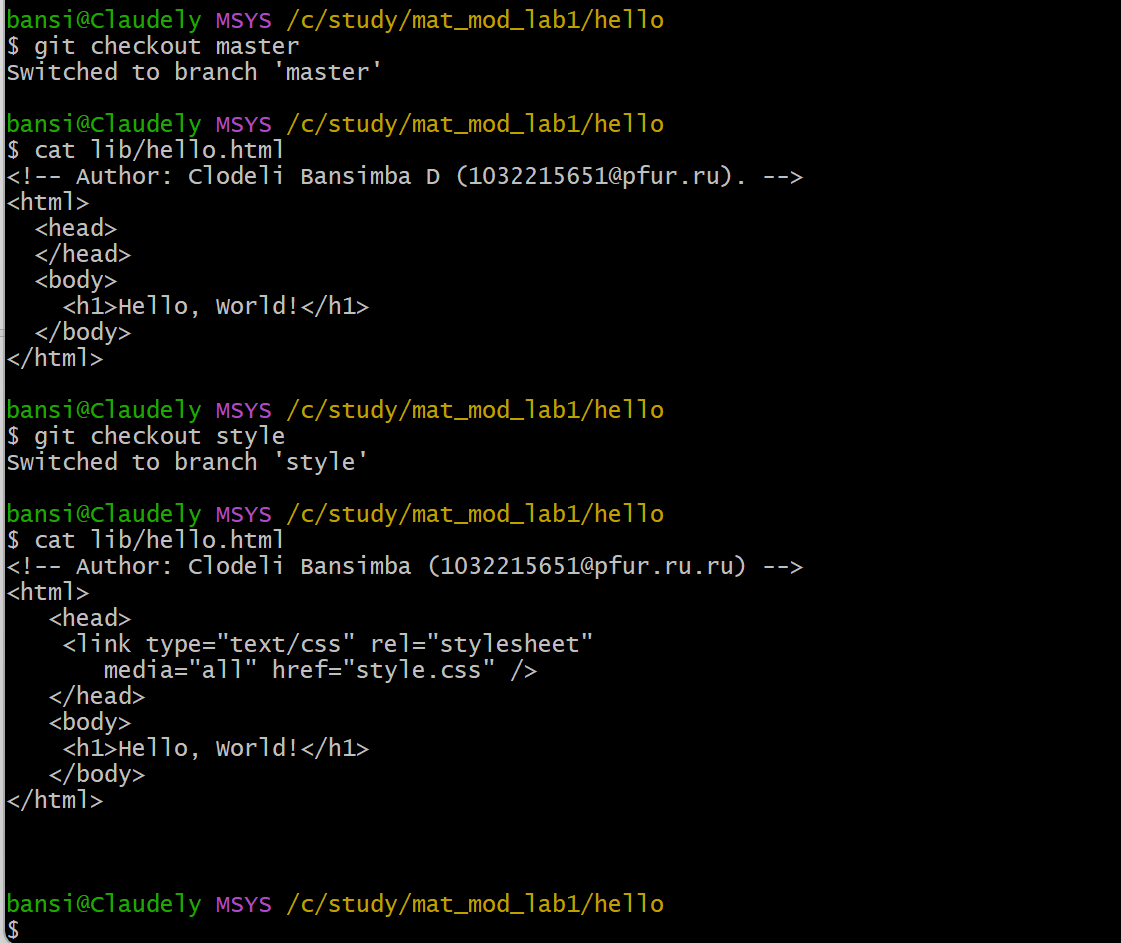 bansi@Claudely MSYS /c/study/mat_mod_lab1/hello
$ git checkout master
Switched to branch 'master'

bansi@Claudely MSYS /c/study/mat_mod_lab1/hello
$ cat lib/hello.html
<!-- Author: Clodeli Bansimba D (1032215651@pfur.ru). -->
<html>
  <head>
  </head>
  <body>
    <h1>Hello, World!</h1>
  </body>
</html>

bansi@Claudely MSYS /c/study/mat_mod_lab1/hello
$ git checkout style
Switched to branch 'style'

bansi@Claudely MSYS /c/study/mat_mod_lab1/hello
$ cat lib/hello.html
<!-- Author: Clodeli Bansimba (1032215651@pfur.ru.ru) -->
<html>
   <head>
    <link type="text/css" rel="stylesheet"
       media="all" href="style.css" />
   </head>
   <body>
    <h1>Hello, World!</h1>
   </body>
</html>

bansi@Claudely MSYS /c/study/mat_mod_lab1/hello
$